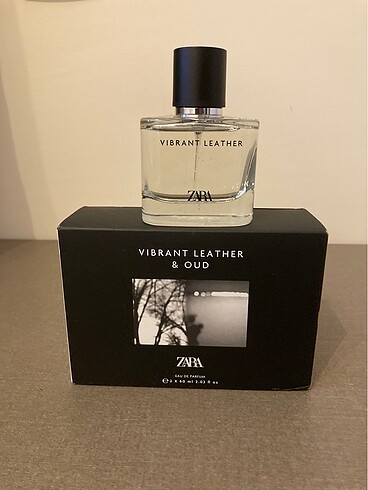 VIBRANT LEATHER
ZARA
VIBRANT LEATHER
& OUD
ZARA
EAU DE PARFUM
℮ 2 X 60 ml 2.03 fl oz